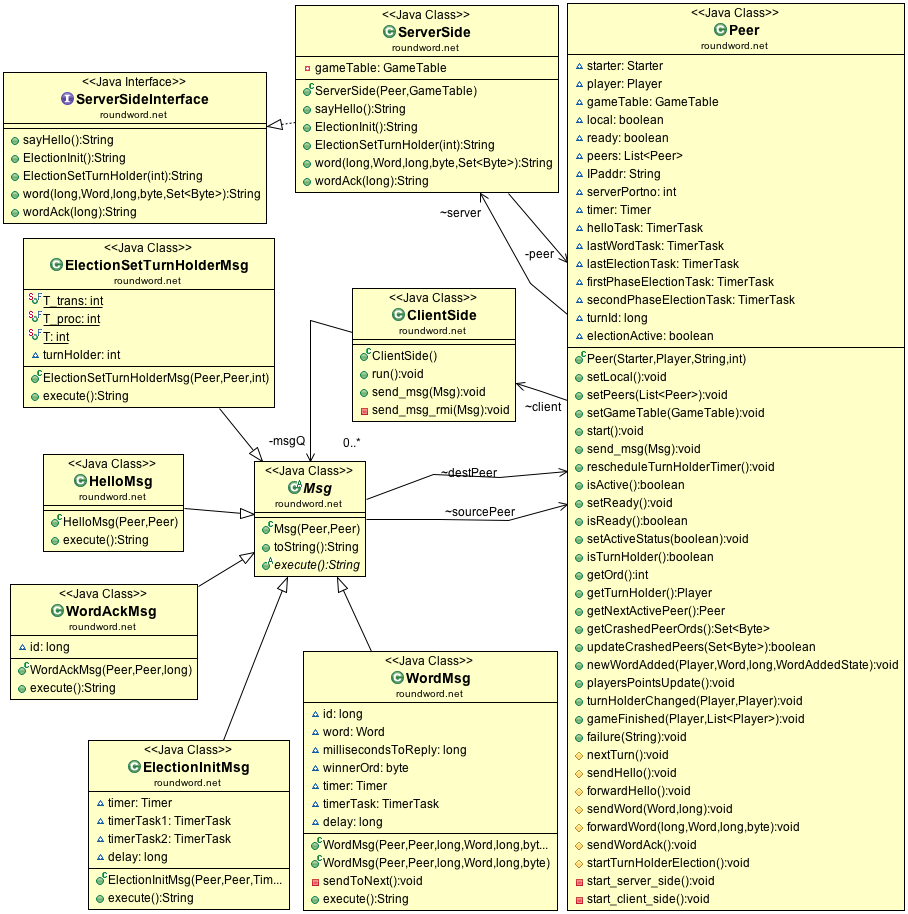 <<Java Interface>>
ServerSideInterface
roundword.net
sayHello():String
ElectionInit():String
ElectionSetTurnHolder(int):String
word(long,Word,long,byte,Set<Byte>):String
wordAck(long):String
<<Java Class>>
ServerSide
roundword.net
gameTable: GameTable
ServerSide(Peer,GameTable)
sayHello():String
ElectionInit():String
ElectionSetTurnHolder(int):String
word(long,Word,long,byte,Set<Byte>):String
wordAck(long):String
<<Java Class>>
Peer
roundword.net
starter: Starter
player: Player
gameTable: GameTable
local: boolean
ready: boolean
peers: List<Peer>
IPaddr: String
serverPortno: int
timer: Timer
helloTask: TimerTask
lastWordTask: TimerTask
lastElectionTask: TimerTask
firstPhaseElectionTask: TimerTask
secondPhaseElectionTask: TimerTask
turnId: long
electionActive: boolean
Peer(Starter,Player,String,int)
setLocal():void
setPeers(List<Peer>):void
setGameTable(GameTable):void
start():void
send_msg(Msg):void
rescheduleTurnHolderTimer():void
isActive():boolean
setReady():void
isReady():boolean
setActiveStatus(boolean):void
isTurnHolder():boolean
getOrd():int
getTurnHolder():Player
getNextActivePeer():Peer
getCrashedPeerOrds():Set<Byte>
updateCrashedPeers(Set<Byte>):boolean
newWordAdded(Player,Word,long,WordAddedState):void
playersPointsUpdate():void
turnHolderChanged(Player,Player):void
gameFinished(Player,List<Player>):void
failure(String):void
nextTurn():void
sendHello():void
forwardHello():void
sendWord(Word,long):void
forwardWord(long,Word,long,byte):void
sendWordAck():void
startTurnHolderElection():void
start_server_side():void
start_client_side():void
~server
-peer
<<Java Class>>
ElectionSetTurnHolderMsg
roundword.net
T_trans: int
T_proc: int
T: int
turnHolder: int
ElectionSetTurnHolderMsg(Peer,Peer,int)
execute():String
<<Java Class>>
ClientSide
roundword.net
ClientSide()
run():void
send_msg(Msg):void
send_msg_rmi(Msg):void
~client
-msgQ
0..*
<<Java Class>>
HelloMsg
roundword.net
HelloMsg(Peer,Peer)
execute():String
<<Java Class>>
Msg
roundword.net
Msg(Peer,Peer)
toString():String
execute():String
~destPeer
~sourcePeer
<<Java Class>>
WordAckMsg
roundword.net
id: long
WordAckMsg(Peer,Peer,long)
execute():String
<<Java Class>>
WordMsg
roundword.net
id: long
word: Word
millisecondsToReply: long
winnerOrd: byte
timer: Timer
timerTask: TimerTask
delay: long
WordMsg(Peer,Peer,long,Word,long,byt...
WordMsg(Peer,Peer,long,Word,long,byte)
sendToNext():void
execute():String
<<Java Class>>
ElectionInitMsg
roundword.net
timer: Timer
timerTask1: TimerTask
timerTask2: TimerTask
delay: long
ElectionInitMsg(Peer,Peer,Tim...
execute():String